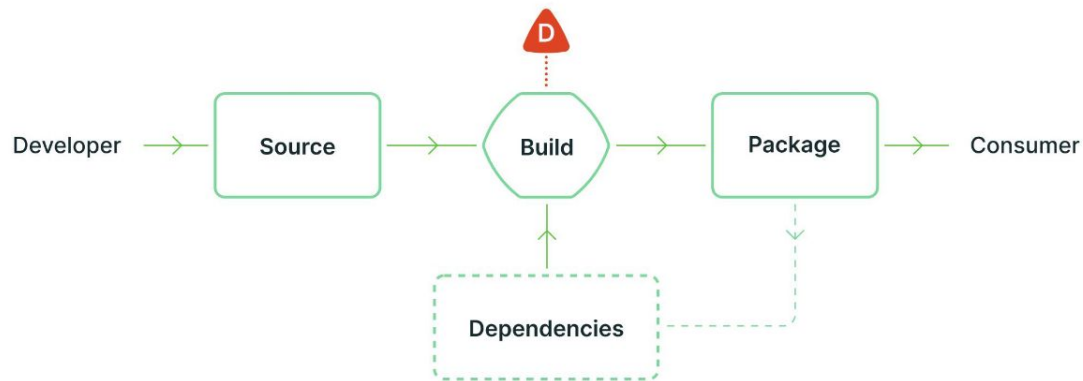 D
Developer
Source
Build
Package
Consumer
Dependencies